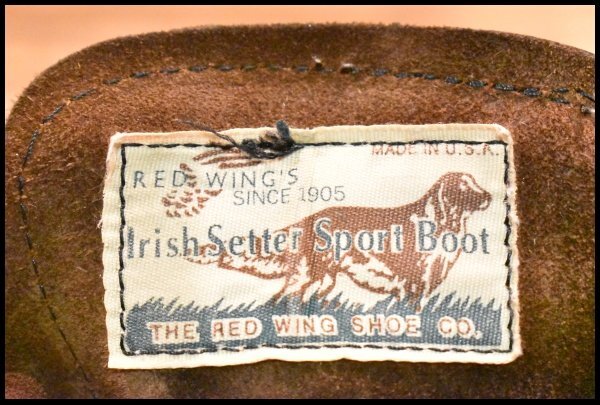 MADE IN U.S.A.
RED WING'S
SINCE 1905
Irish Setter Sport Boot
THE RED WING SHOE CO.